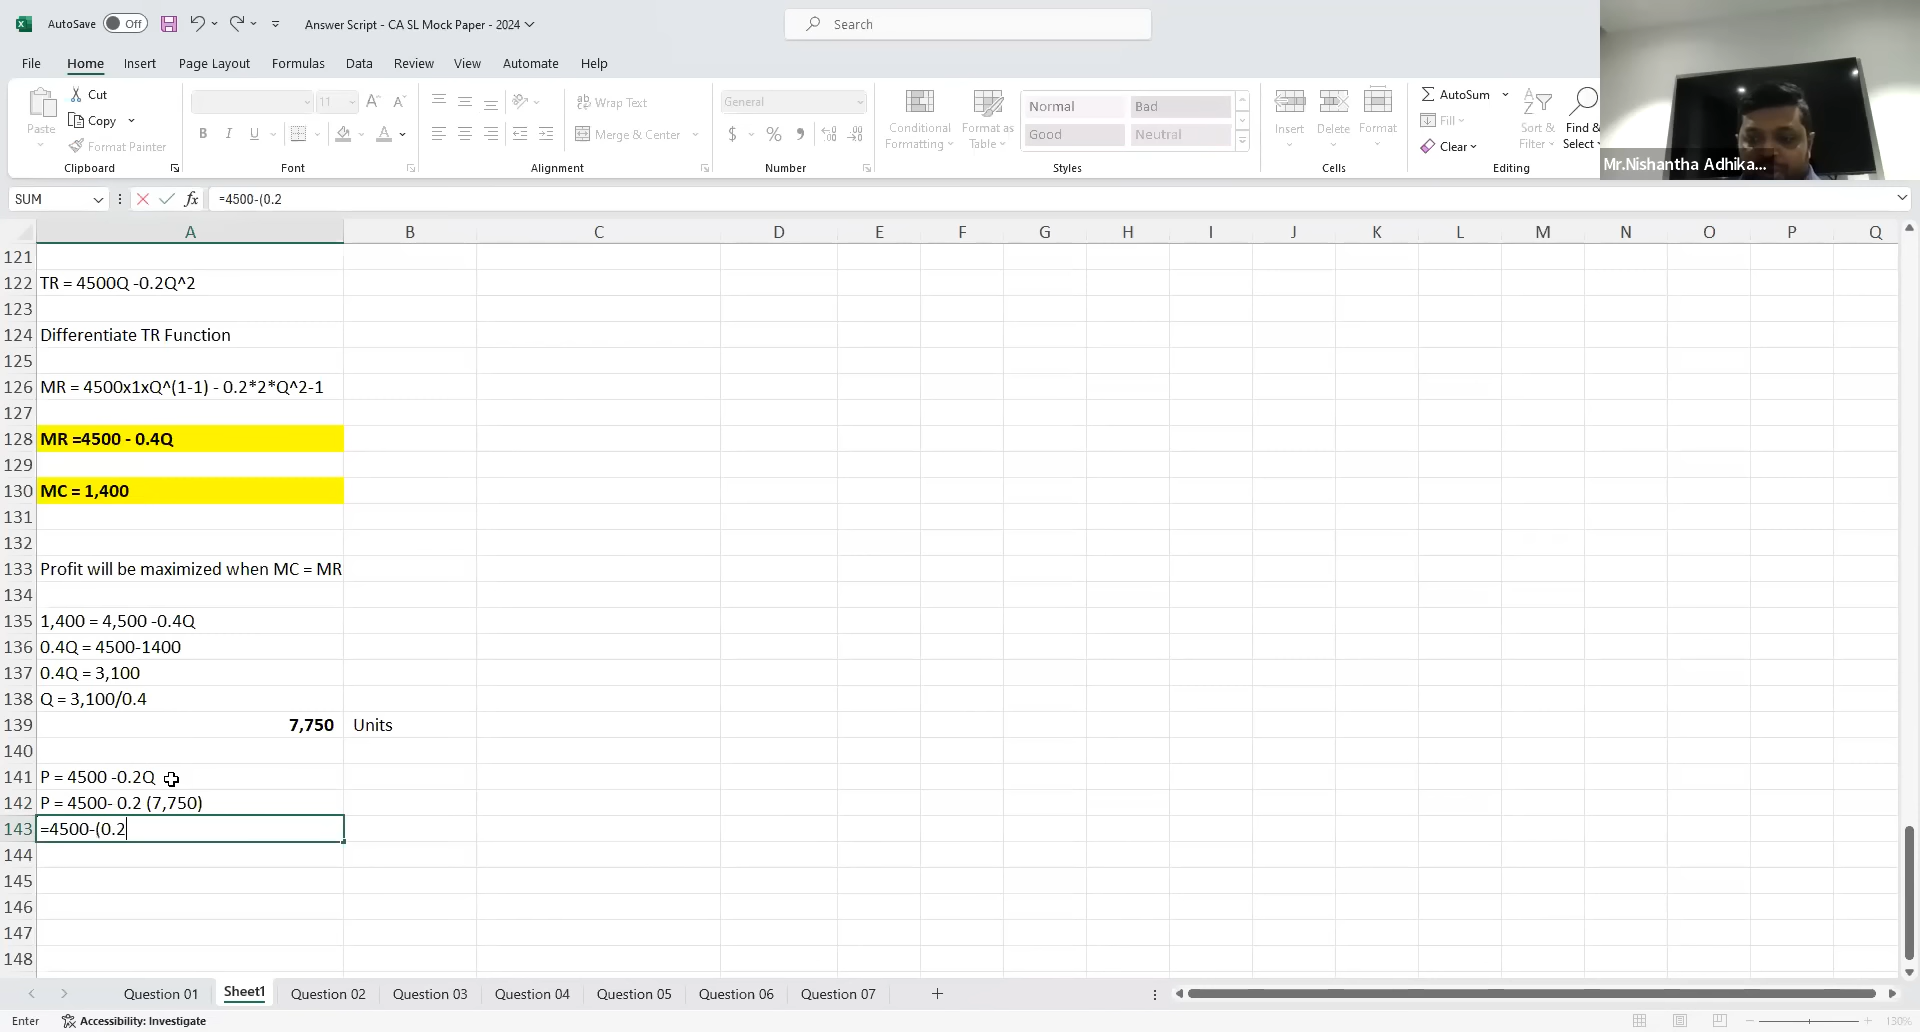 AutoSave Off Answer Script - CA SL Mock Paper - 2024 Search
File Home Insert Page Layout Formulas Data Review View Automate Help
Paste Cut Copy Format Painter
11
Wrap Text Merge & Center
General
$ % ,
Conditional Formatting Format as Table
Normal Bad
Good Neutral
Insert Delete Format
AutoSum Fill Clear
Sort & Filter Find & Select
Clipboard Font Alignment Number Styles Cells Editing
Mr.Nishantha Adhika...
SUM fx =4500-(0.2
A B C D E F G H I J K L M N O P Q
121
122 TR = 4500Q -0.2Q^2
123
124 Differentiate TR Function
125
126 MR = 4500x1xQ^(1-1) - 0.2*2*Q^2-1
127
128 MR =4500 - 0.4Q
129
130 MC = 1,400
131
132
133 Profit will be maximized when MC = MR
134
135 1,400 = 4,500 -0.4Q
136 0.4Q = 4500-1400
137 0.4Q = 3,100
138 Q = 3,100/0.4
139 7,750 Units
140
141 P = 4500 -0.2Q
142 P = 4500- 0.2 (7,750)
143 =4500-(0.2
144
145
146
147
148
Question 01 Sheet1 Question 02 Question 03 Question 04 Question 05 Question 06 Question 07
Enter Accessibility: Investigate 130%